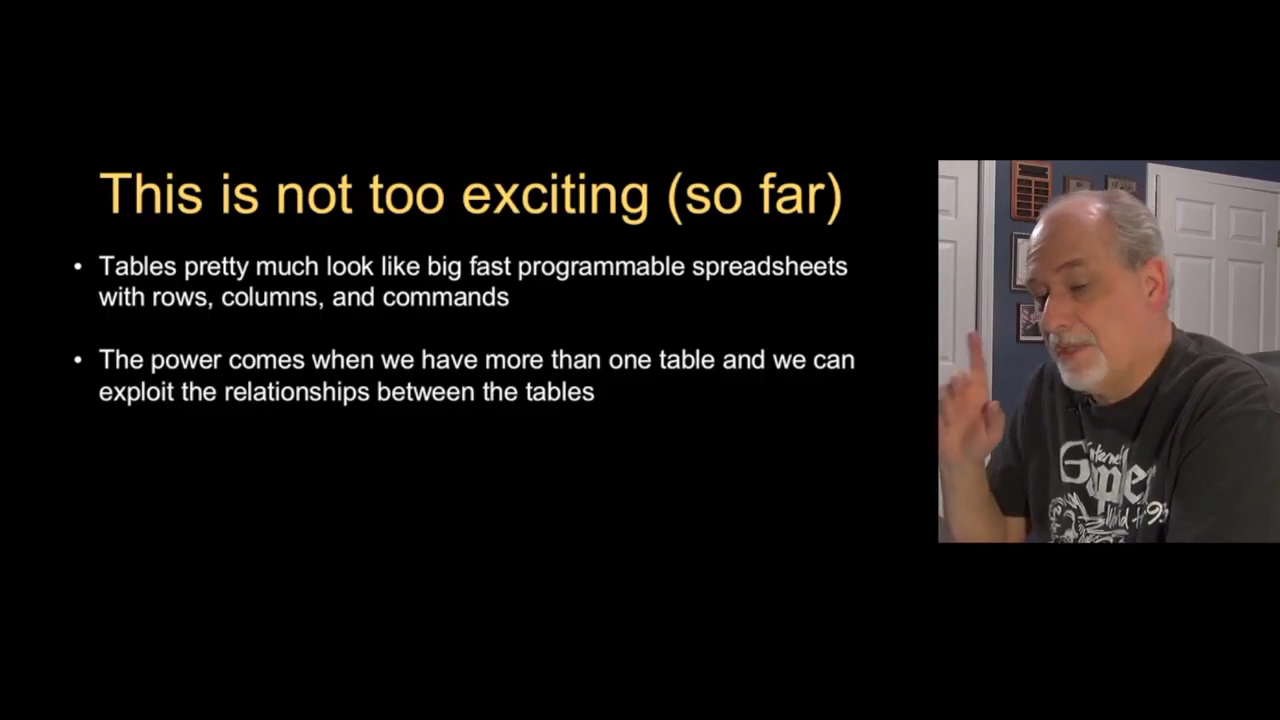 This is not too exciting (so far)
• Tables pretty much look like big fast programmable spreadsheets
with rows, columns, and commands
• The power comes when we have more than one table and we can
exploit the relationships between the tables
Internet
Gopher